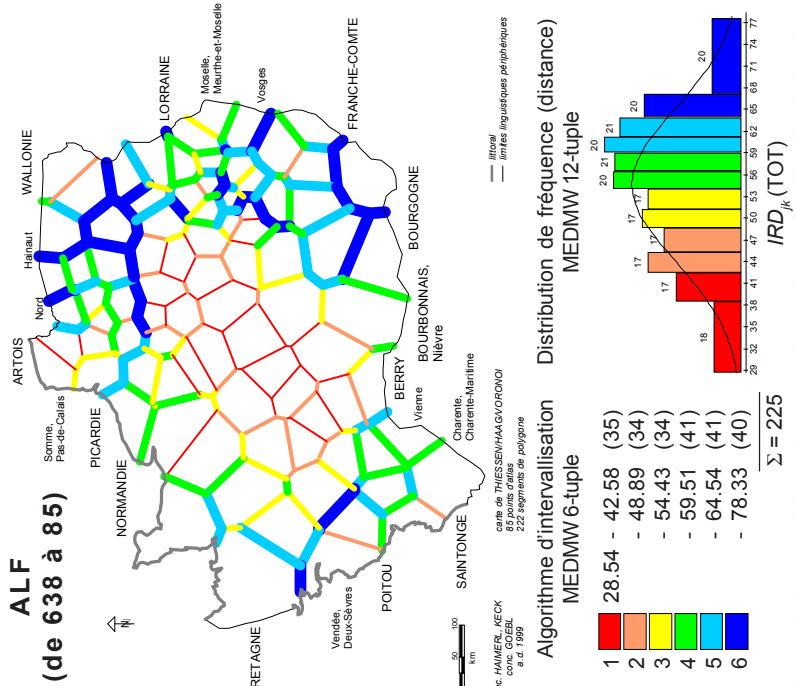 ALF
(de 638 à 85)
ARTOIS
Nord
Hainaut
WALLONIE
Somme,
Pas-de-Calais
PICARDIE
NORMANDIE
LORRAINE
Moselle,
Meurthe-et-Moselle
Vosges
FRANCHE-COMTE
BOURGOGNE
BOURBONNAIS,
Nièvre
BERRY
Vienne
Charente,
Charente-Maritime
SAINTONGE
POITOU
Vendée,
Deux-Sèvres
RETAGNE
N
50 100
km
oc. HAIMERL, KECK
conc. GOEBL
a.d. 1999
carte de THIESSEN/HAAG/VORONOI
85 points d'atlas
222 segments de polygone
littoral
limites linguistiques périphériques
Algorithme d'intervallisation
MEDMW 6-tuple
1 28.54 - 42.58 (35)
2 - 48.89 (34)
3 - 54.43 (34)
4 - 59.51 (41)
5 - 64.54 (41)
6 - 78.33 (40)
Σ = 225
Distribution de fréquence (distance)
MEDMW 12-tuple
18 17 17 17 17 17 20 21 20 21 20 20
29 32 35 38 41 44 47 50 53 56 59 62 65 68 71 74 77
IRDjk (TOT)